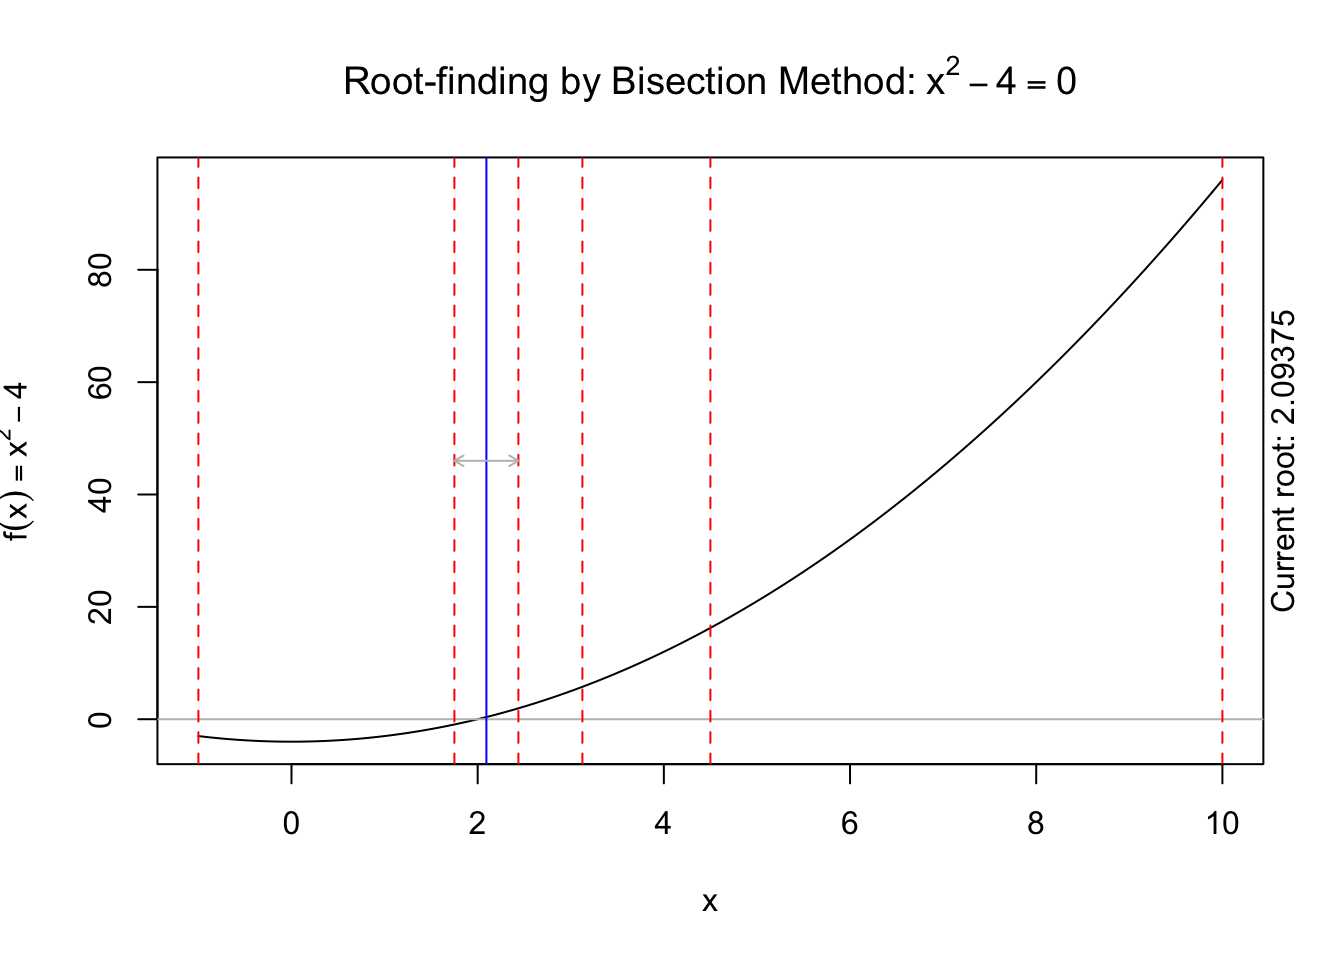 Root-finding by Bisection Method: x² − 4 = 0
f(x) = x² − 4
80
60
40
20
0
Current root: 2.09375
0 2 4 6 8 10
x